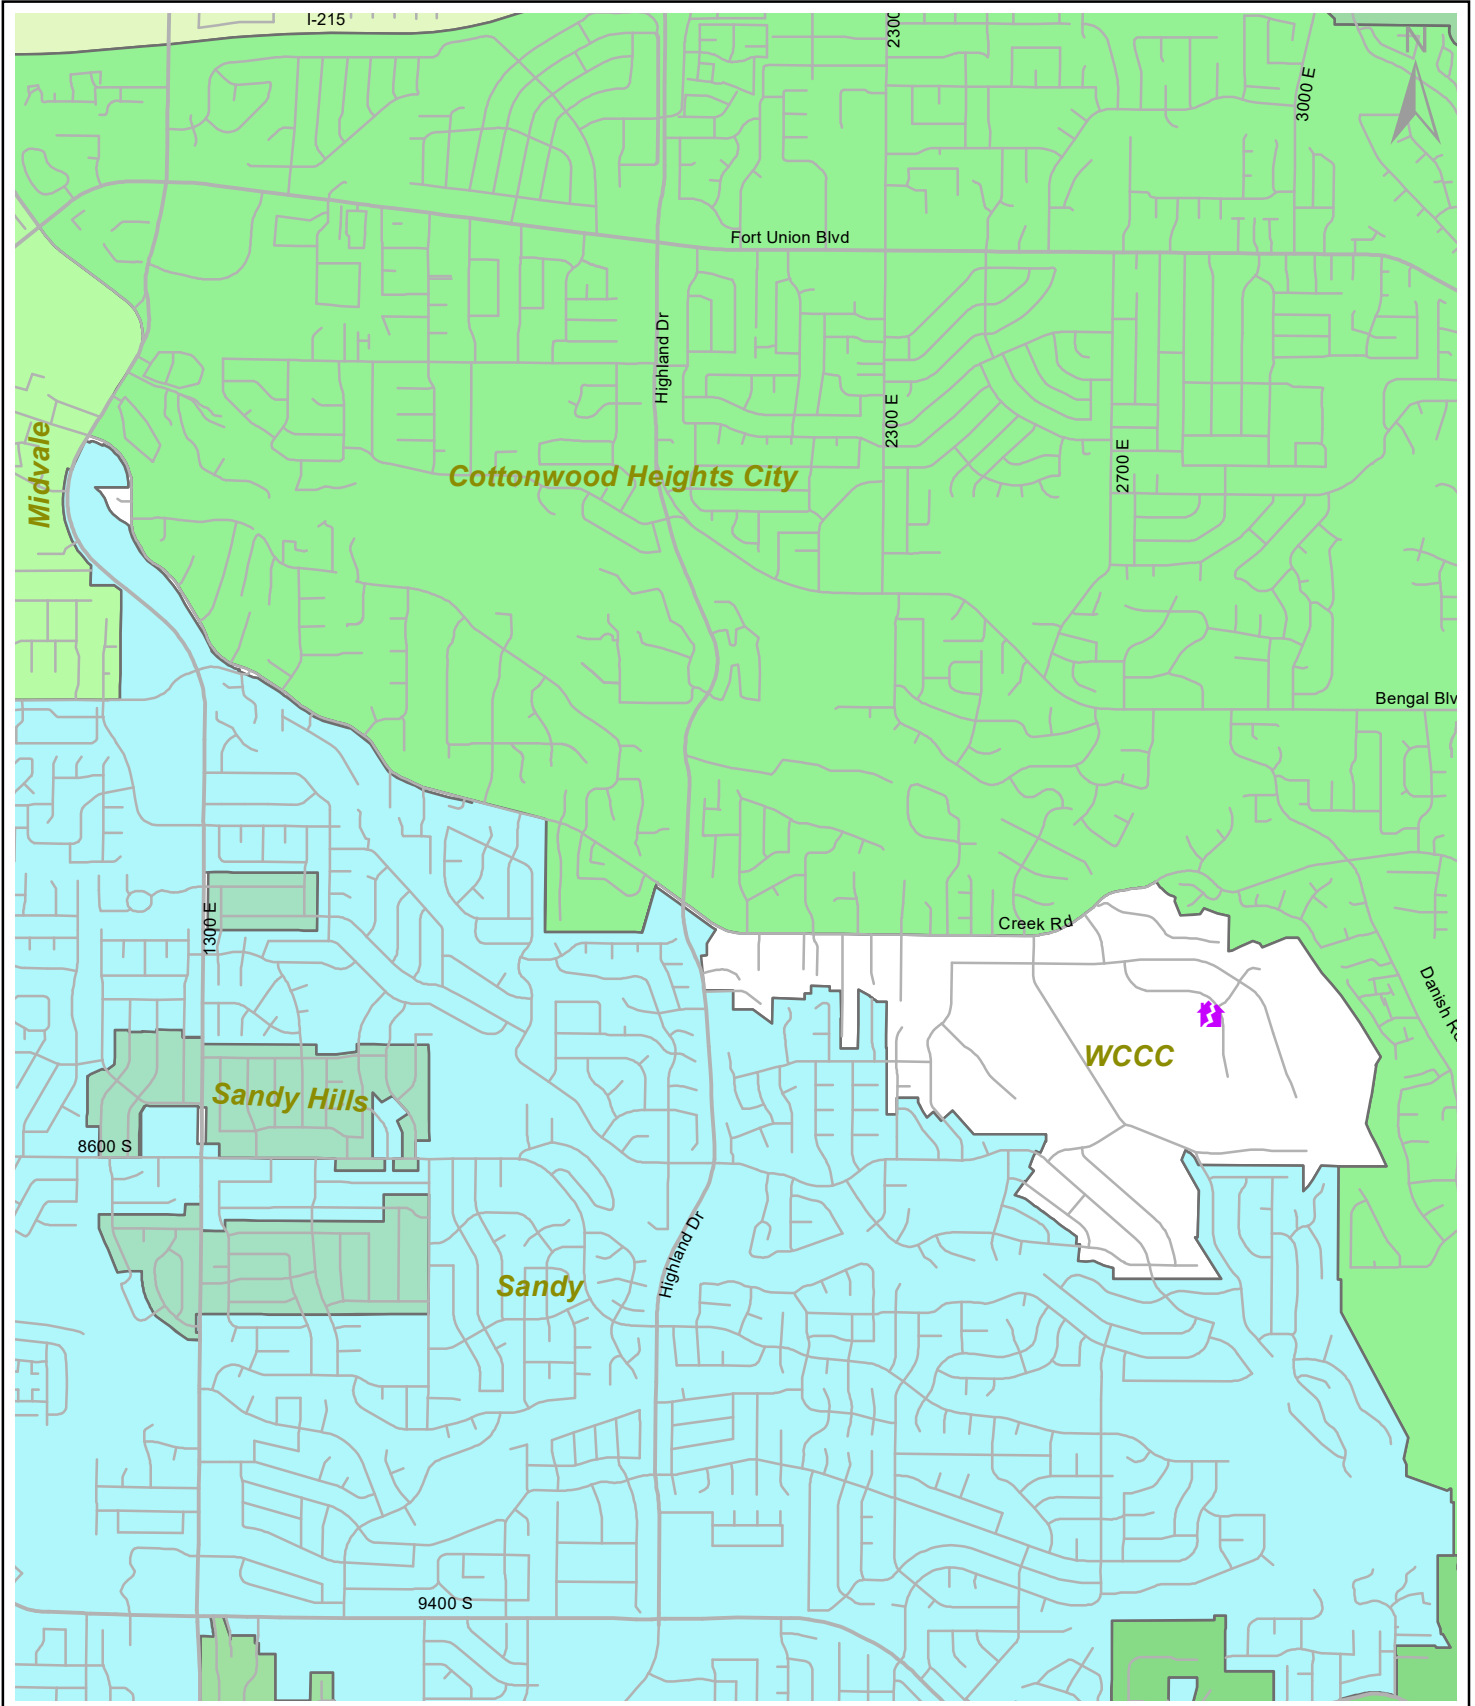 I-215
2300
N
3000 E
Fort Union Blvd
Highland Dr
2300 E
Midvale
2700 E
Cottonwood Heights City
Bengal Blv
1300 E
Creek Rd
Danish R
WCCC
Sandy Hills
8600 S
Highland Dr
Sandy
9400 S